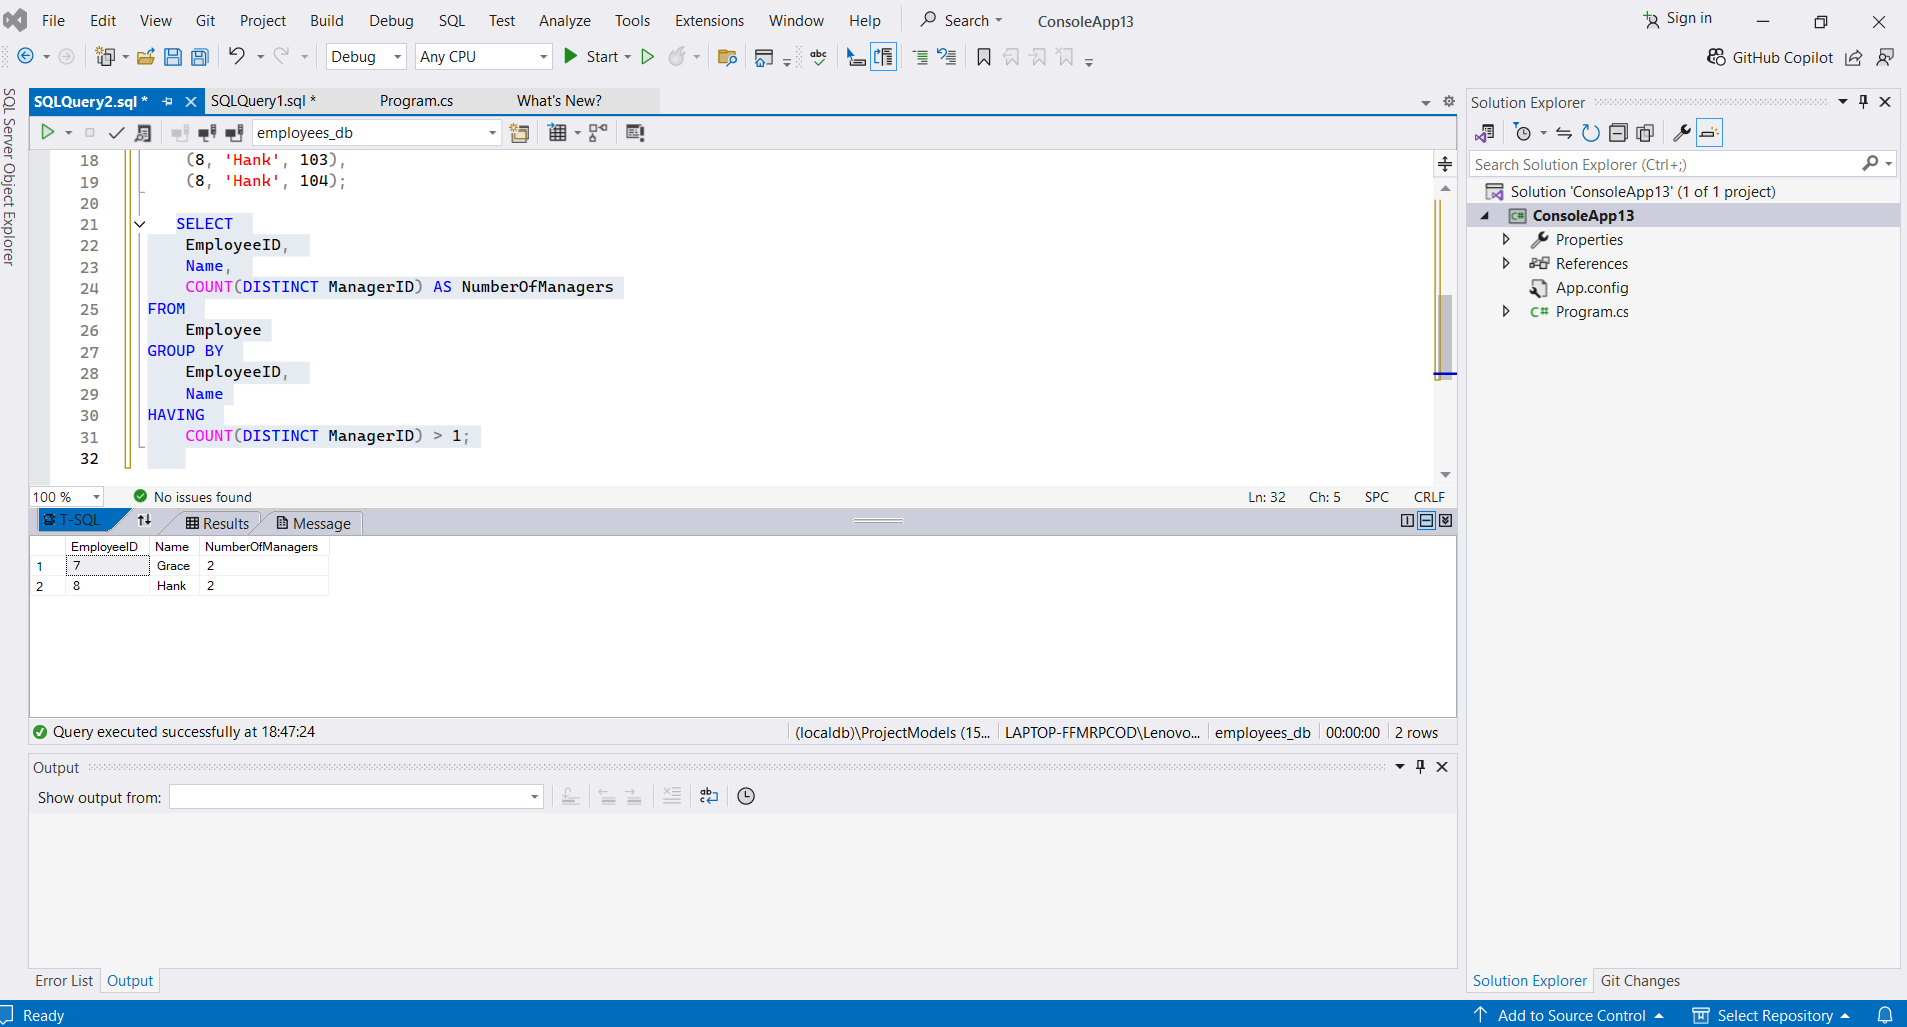 File Edit View Git Project Build Debug SQL Test Analyze Tools Extensions Window Help Search ConsoleApp13 Sign in
Debug Any CPU Start abc GitHub Copilot
SQL Server Object Explorer
SQLQuery2.sql * SQLQuery1.sql * Program.cs What's New?
employees_db
18 (8, 'Hank', 103),
19 (8, 'Hank', 104);
20
21 SELECT
22 EmployeeID,
23 Name,
24 COUNT(DISTINCT ManagerID) AS NumberOfManagers
25 FROM
26 Employee
27 GROUP BY
28 EmployeeID,
29 Name
30 HAVING
31 COUNT(DISTINCT ManagerID) > 1;
32
100 % No issues found Ln: 32 Ch: 5 SPC CRLF
T-SQL Results Message
EmployeeID Name NumberOfManagers
1 7 Grace 2
2 8 Hank 2
Query executed successfully at 18:47:24 (localdb)\ProjectModels (15... LAPTOP-FFMRPCOD\Lenovo... employees_db 00:00:00 2 rows
Output
Show output from:
Error List Output
Solution Explorer
Search Solution Explorer (Ctrl+;)
Solution 'ConsoleApp13' (1 of 1 project)
C# ConsoleApp13
Properties
References
App.config
C# Program.cs
Solution Explorer Git Changes
Ready Add to Source Control Select Repository